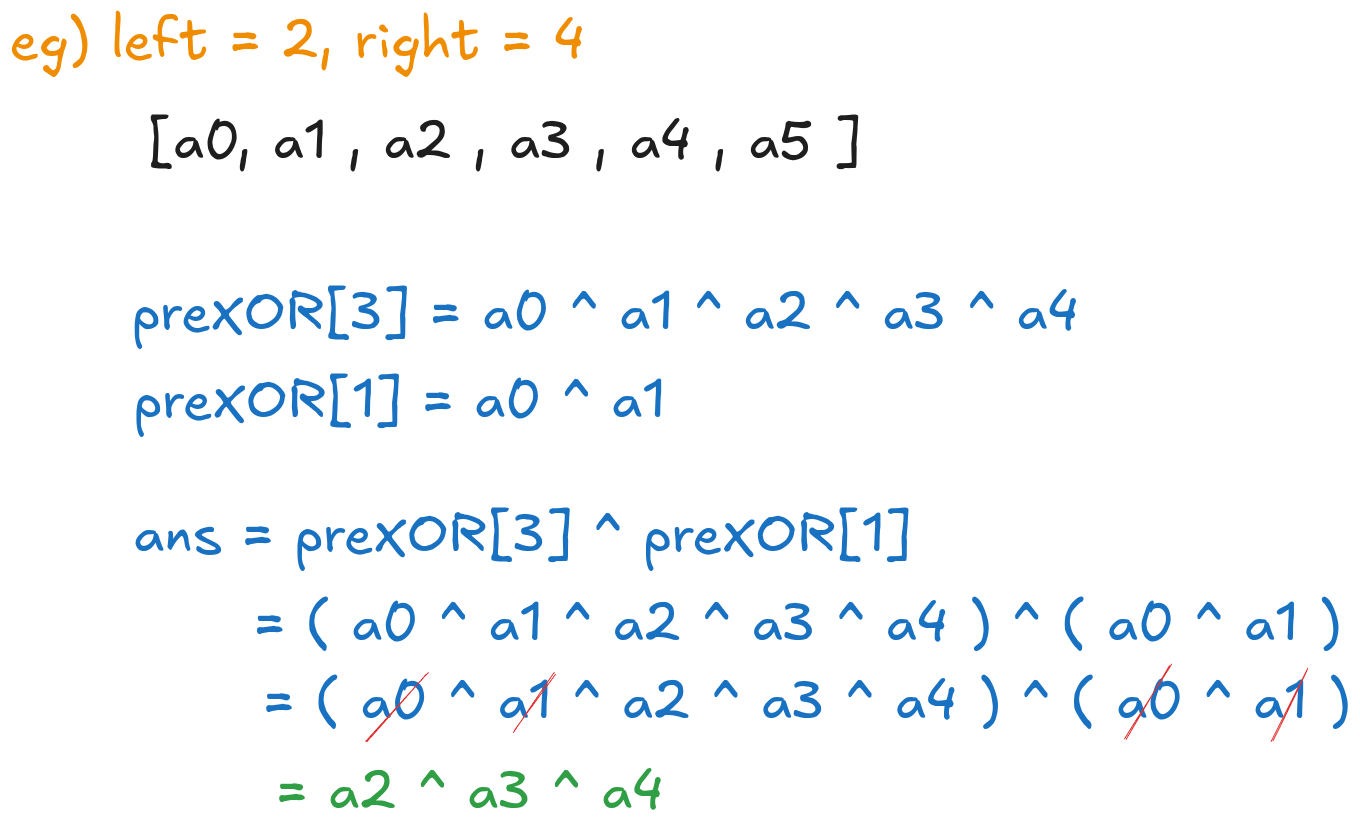 eg) left = 2, right = 4
[a0, a1 , a2 , a3 , a4 , a5 ]
preXOR[3] = a0 ^ a1 ^ a2 ^ a3 ^ a4
preXOR[1] = a0 ^ a1
ans = preXOR[3] ^ preXOR[1]
= ( a0 ^ a1 ^ a2 ^ a3 ^ a4 ) ^ ( a0 ^ a1 )
= ( a0 ^ a1 ^ a2 ^ a3 ^ a4 ) ^ ( a0 ^ a1 )
= a2 ^ a3 ^ a4